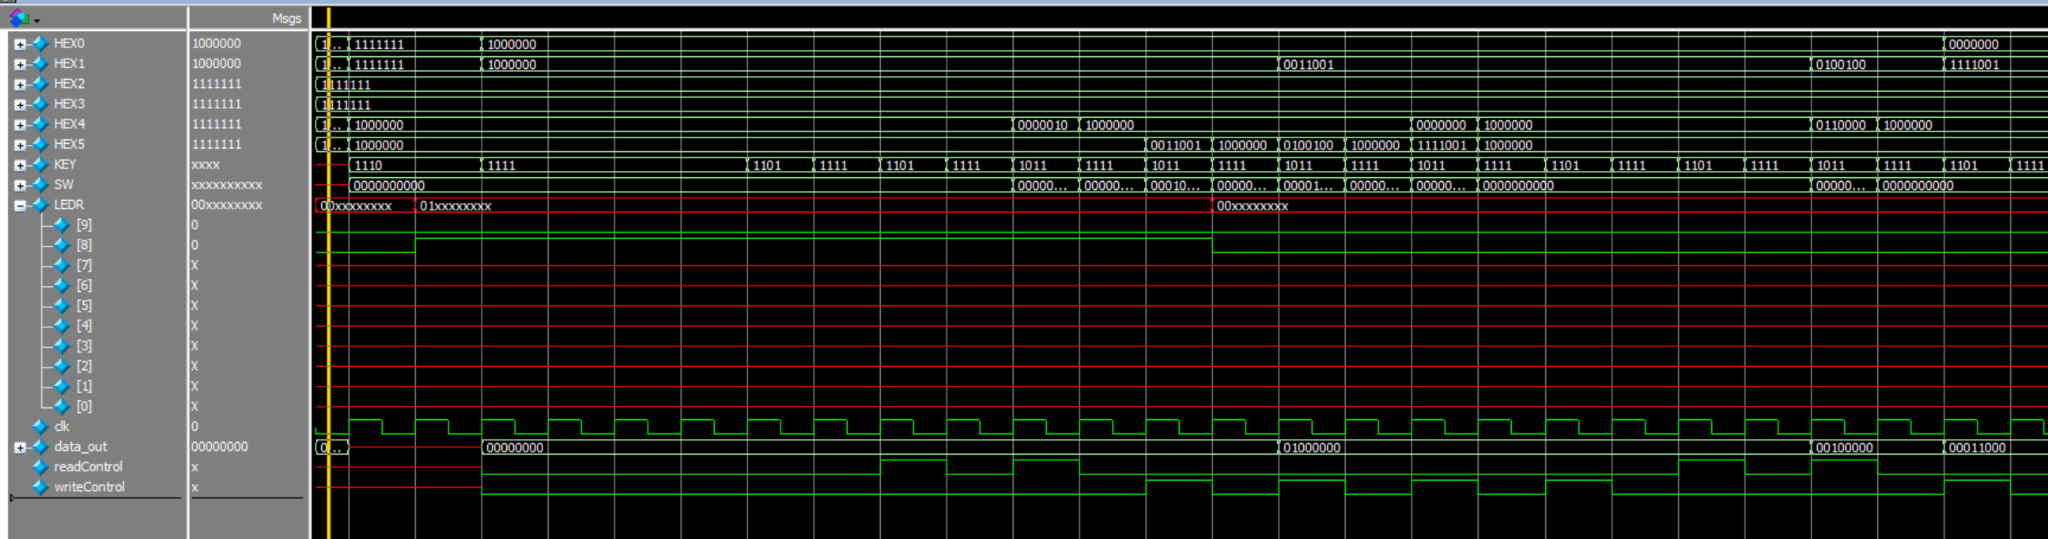 Msgs
HEX0 1000000 1... 1111111 1000000 0000000
HEX1 1000000 1... 1111111 1000000 0011001 0100100 1111001
HEX2 1111111 1111111
HEX3 1111111 1111111
HEX4 1111111 1... 1000000 0000010 1000000 0000000 1000000 0110000 1000000
HEX5 1111111 1... 1000000 0011001 1000000 0100100 1000000 1111001 1000000
KEY xxxx 1110 1111 1101 1111 1101 1111 1011 1111 1011 1111 1011 1111 1011 1111 1101 1111 1101 1111 1011 1111 1101 1111
SW xxxxxxxxxx 0000000000 00000... 00000... 00010... 00000... 00001... 00000... 00000... 0000000000 00000... 0000000000
LEDR 00xxxxxxxx 00xxxxxxxx 01xxxxxxxx 00xxxxxxxx
[9] 0
[8] 0
[7] X
[6] X
[5] X
[4] X
[3] X
[2] X
[1] X
[0] X
clk 0
data_out 00000000 0... 00000000 01000000 00100000 00011000
readControl x
writeControl x